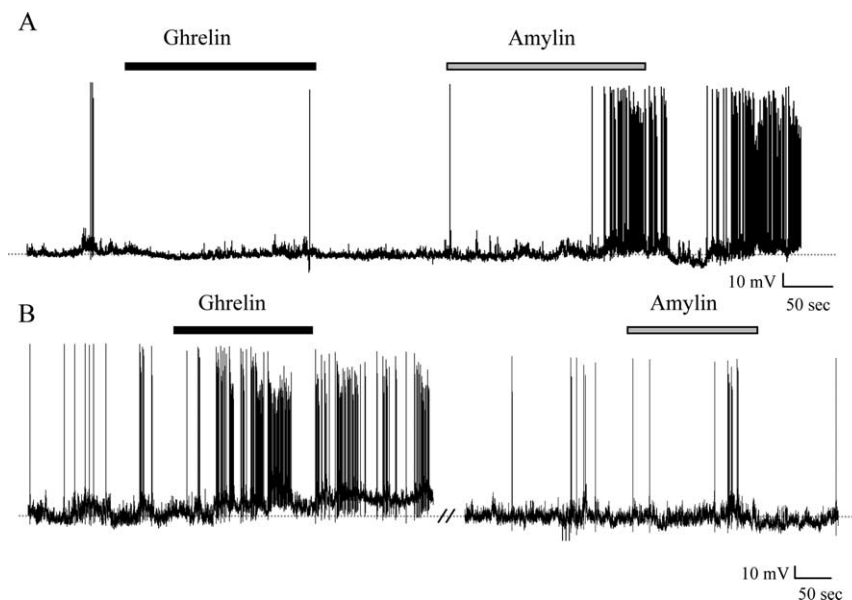 A
Ghrelin
Amylin
10 mV
50 sec
B
Ghrelin
Amylin
10 mV
50 sec